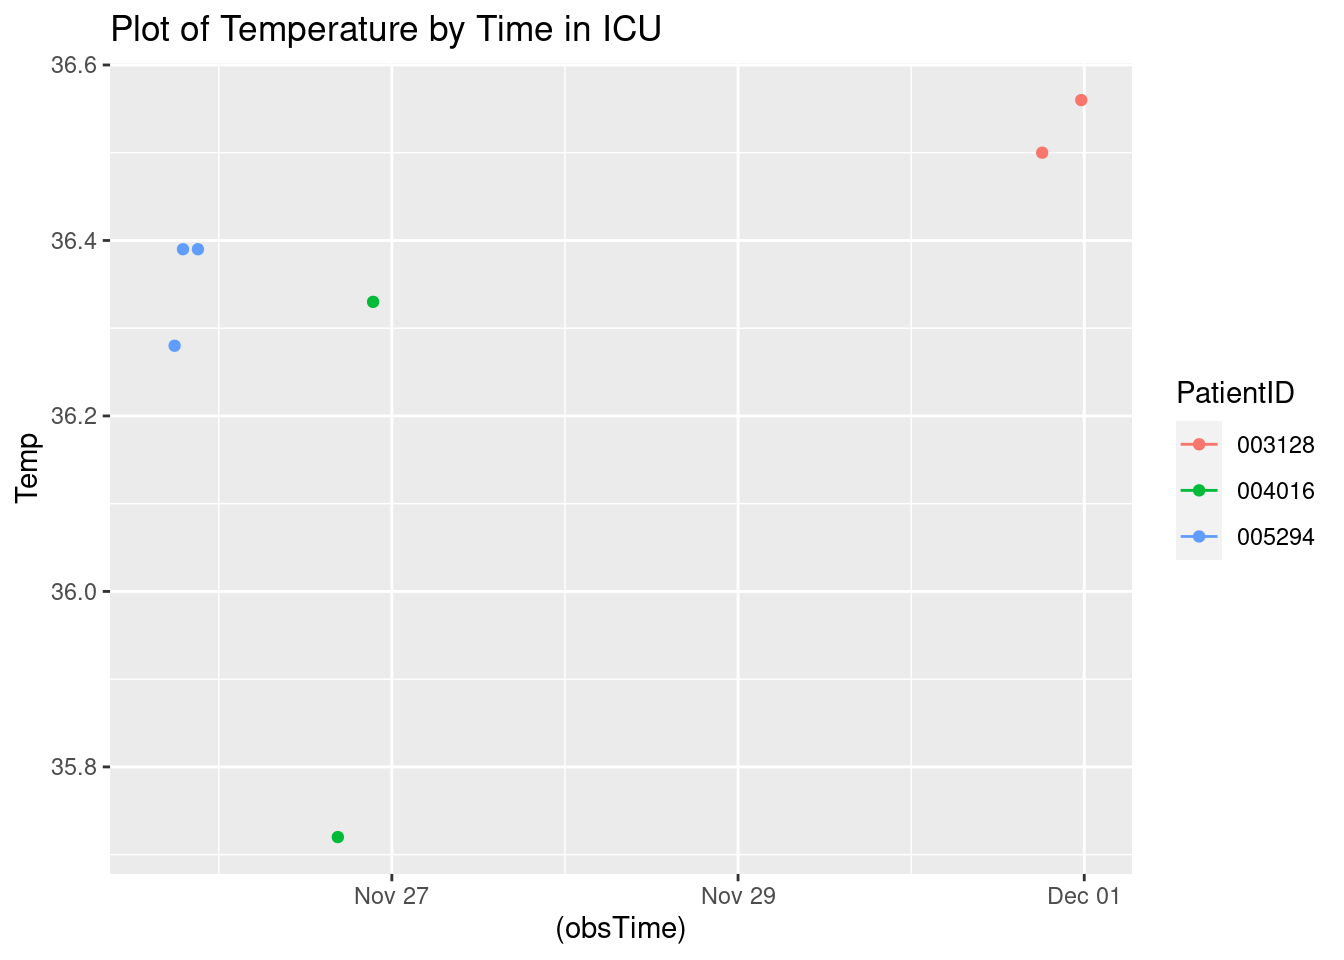 Plot of Temperature by Time in ICU
36.6
36.4
36.2
36.0
35.8
Temp
Nov 27
Nov 29
Dec 01
(obsTime)
PatientID
003128
004016
005294